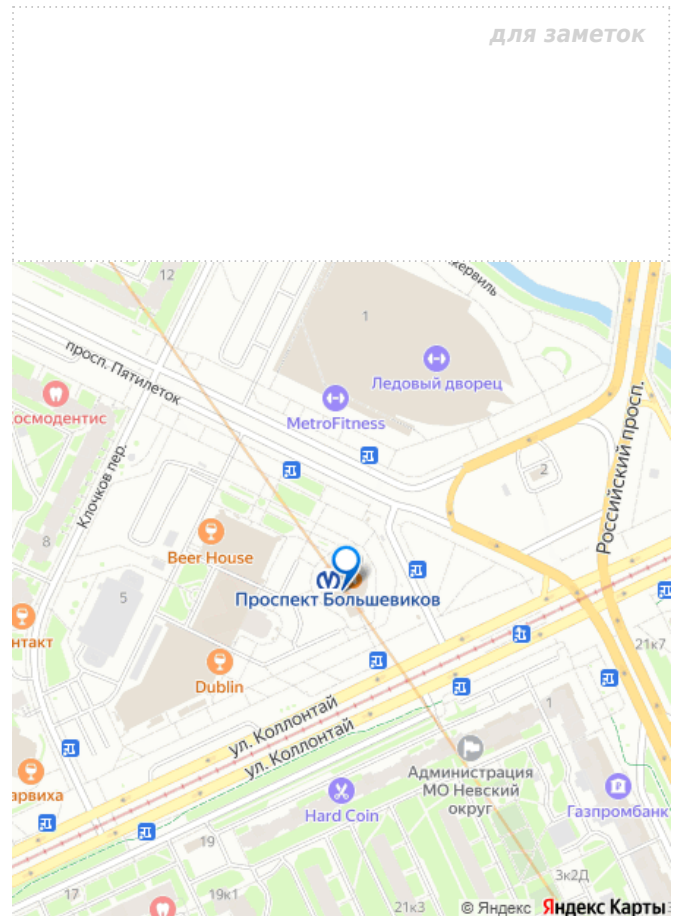 для заметок
12
кервиль
1
просп. Пятилеток
Ледовый дворец
осмодентис
MetroFitness
Российский просп.
Клочков пер.
2
8
Beer House
5
Проспект Большевиков
нтакт
21к7
Dublin
1
ул. Коллонтай
ул. Коллонтай
Администрация
МО Невский
округ
арвиха
Hard Coin
Газпромбанк
19
3к2Д
17
19к1
21к3
© Яндекс Яндекс Карты